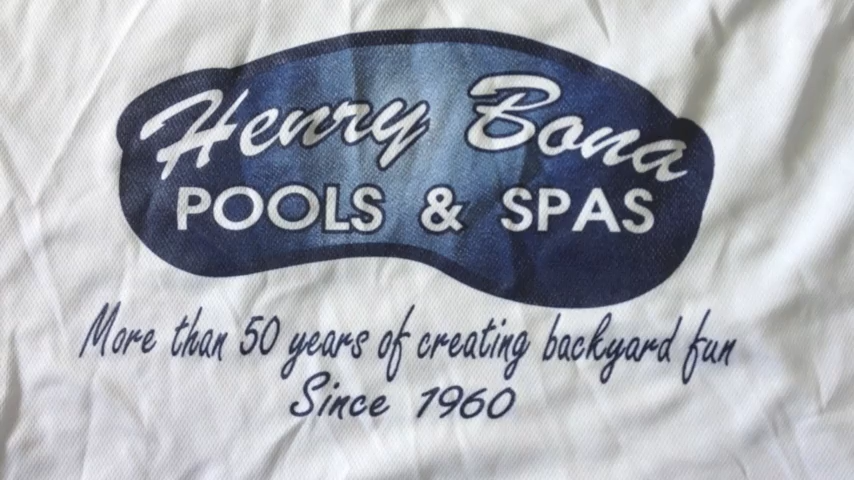 Henry Bona
POOLS & SPAS
More than 50 years of creating backyard fun
Since 1960